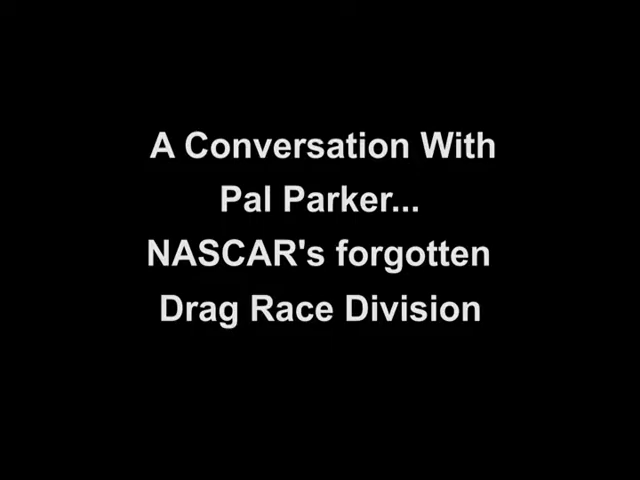 A Conversation With
Pal Parker...
NASCAR's forgotten
Drag Race Division